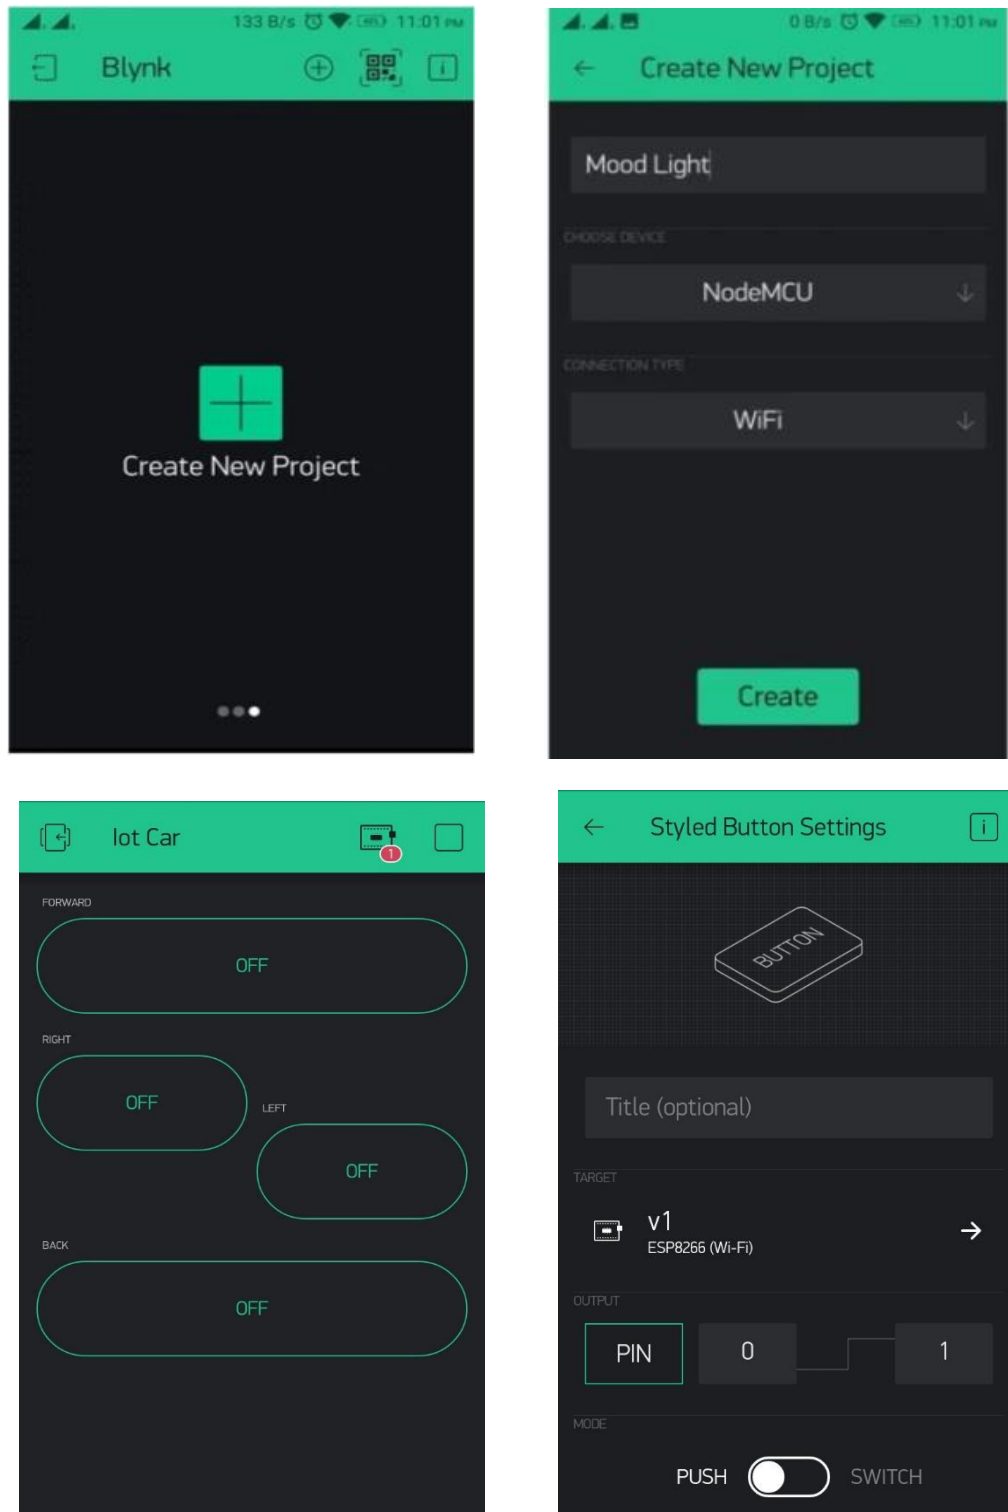 133 B/s 11:01 PM
Blynk
Create New Project
0 B/s 11:01 PM
Create New Project
Mood Light
CHOOSE DEVICE
NodeMCU
CONNECTION TYPE
WiFi
Create
Iot Car
1
FORWARD
OFF
RIGHT
OFF
LEFT
OFF
BACK
OFF
Styled Button Settings
i
BUTTON
Title (optional)
TARGET
v1
ESP8266 (Wi-Fi)
OUTPUT
PIN 0 1
MODE
PUSH SWITCH